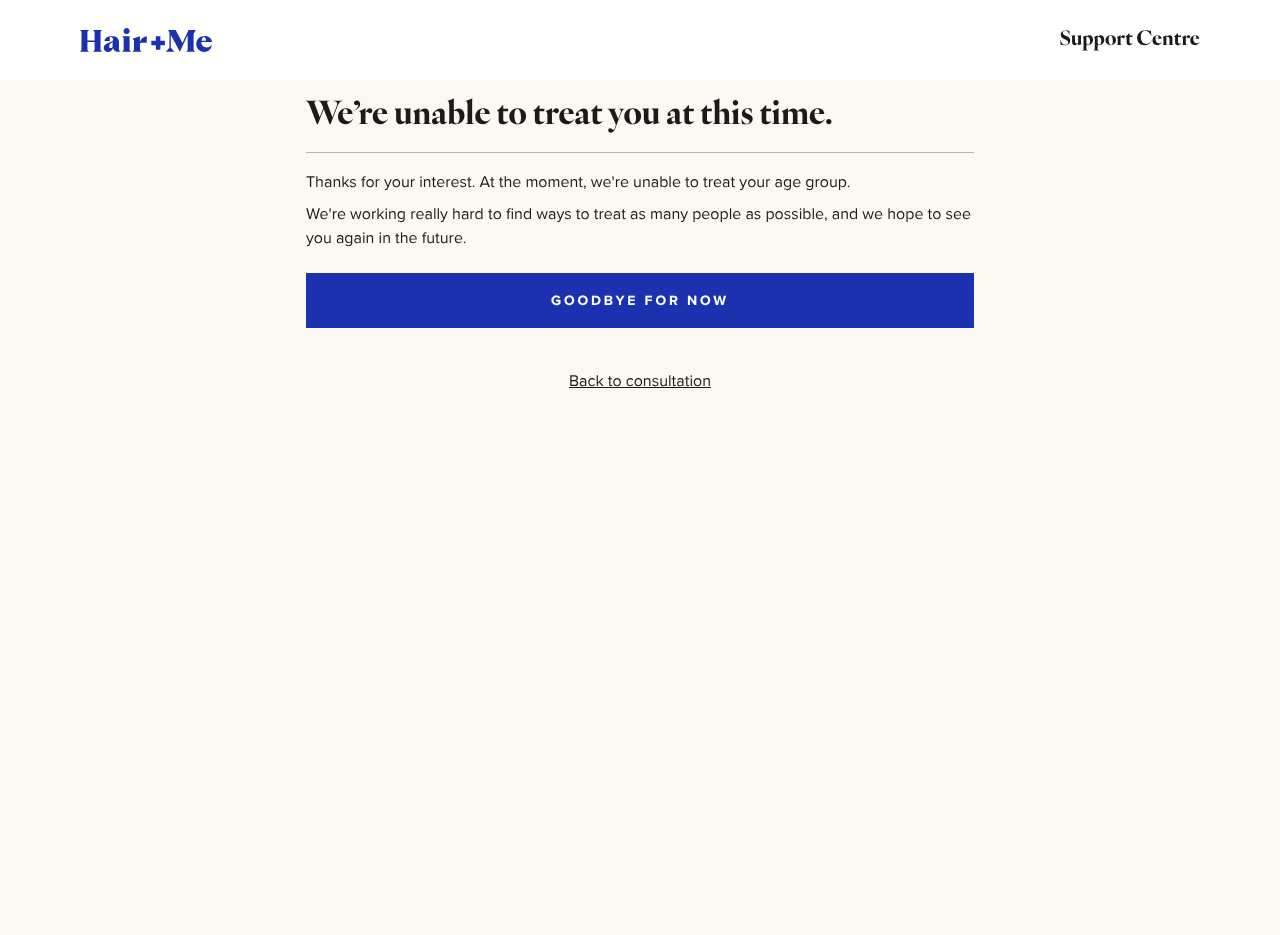 Hair+Me
Support Centre
We’re unable to treat you at this time.
Thanks for your interest. At the moment, we're unable to treat your age group.
We're working really hard to find ways to treat as many people as possible, and we hope to see
you again in the future.
GOODBYE FOR NOW
Back to consultation